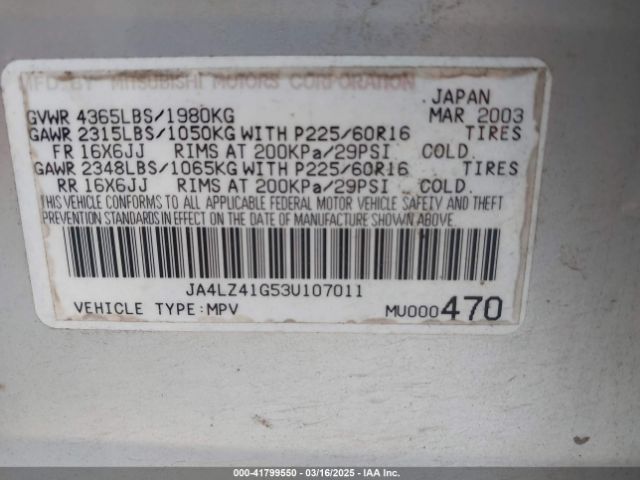 MFD. BY MITSUBISHI MOTORS CORPORATION
JAPAN
GVWR 4365LBS/1980KG MAR 2003
GAWR 2315LBS/1050KG WITH P225/60R16 TIRES
FR 16X6JJ RIMS AT 200KPa/29PSI COLD.
GAWR 2348LBS/1065KG WITH P225/60R16 TIRES
RR 16X6JJ RIMS AT 200KPa/29PSI COLD.
THIS VEHICLE CONFORMS TO ALL APPLICABLE FEDERAL MOTOR VEHICLE SAFETY AND THEFT
PREVENTION STANDARDS IN EFFECT ON THE DATE OF MANUFACTURE SHOWN ABOVE.
JA4LZ41G53U107011
VEHICLE TYPE:MPV MU000470
000-41799550 - 03/16/2025 - IAA Inc. Copyright